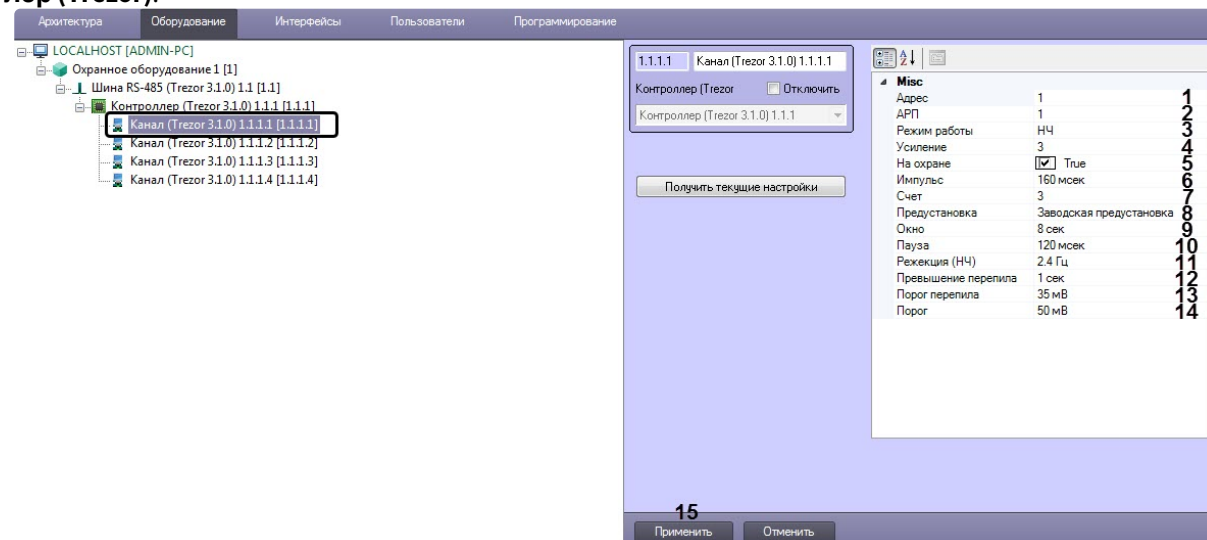 лер (Trezor).
Архитектура Оборудование Интерфейсы Пользователи Программирование
LOCALHOST [ADMIN-PC]
Охранное оборудование 1 [1]
Шина RS-485 (Trezor 3.1.0) 1.1 [1.1]
Контроллер (Trezor 3.1.0) 1.1.1 [1.1.1]
Канал (Trezor 3.1.0) 1.1.1.1 [1.1.1.1]
Канал (Trezor 3.1.0) 1.1.1.2 [1.1.1.2]
Канал (Trezor 3.1.0) 1.1.1.3 [1.1.1.3]
Канал (Trezor 3.1.0) 1.1.1.4 [1.1.1.4]
1.1.1.1 Канал (Trezor 3.1.0) 1.1.1.1
Контроллер (Trezor Отключить
Контроллер (Trezor 3.1.0) 1.1.1
Получить текущие настройки
Misc
Адрес 1 1
АРП 1 2
Режим работы НЧ 3
Усиление 3 4
На охране True 5
Импульс 160 мсек 6
Счет 3 7
Предустановка Заводская предустановка 8
Окно 8 сек 9
Пауза 120 мсек 10
Режекция (НЧ) 2.4 Гц 11
Превышение перепила 1 сек 12
Порог перепила 35 мВ 13
Порог 50 мВ 14
15
Применить Отменить